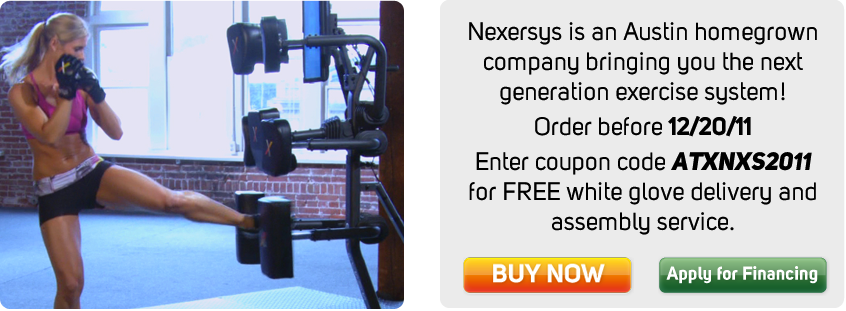 Nexersys is an Austin homegrown
company bringing you the next
generation exercise system!
Order before 12/20/11
Enter coupon code ATXNXS2011
for FREE white glove delivery and
assembly service.
BUY NOW
Apply for Financing